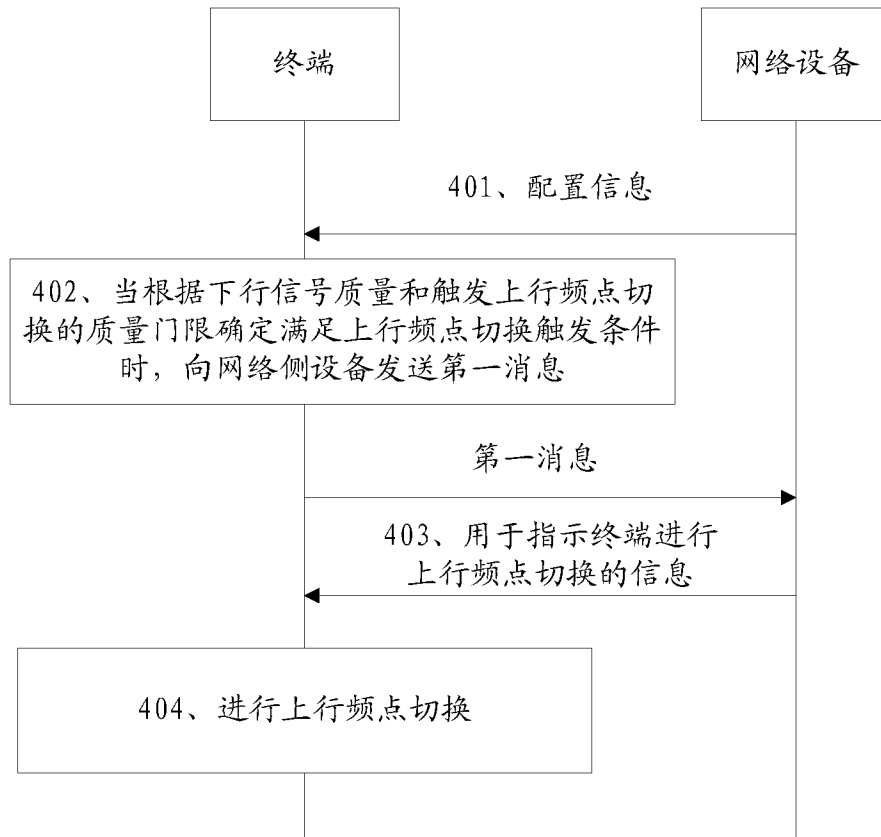 终端
网络设备
401、配置信息
402、当根据下行信号质量和触发上行频点切
换的质量门限确定满足上行频点切换触发条件
时，向网络侧设备发送第一消息
第一消息
403、用于指示终端进行
上行频点切换的信息
404、进行上行频点切换